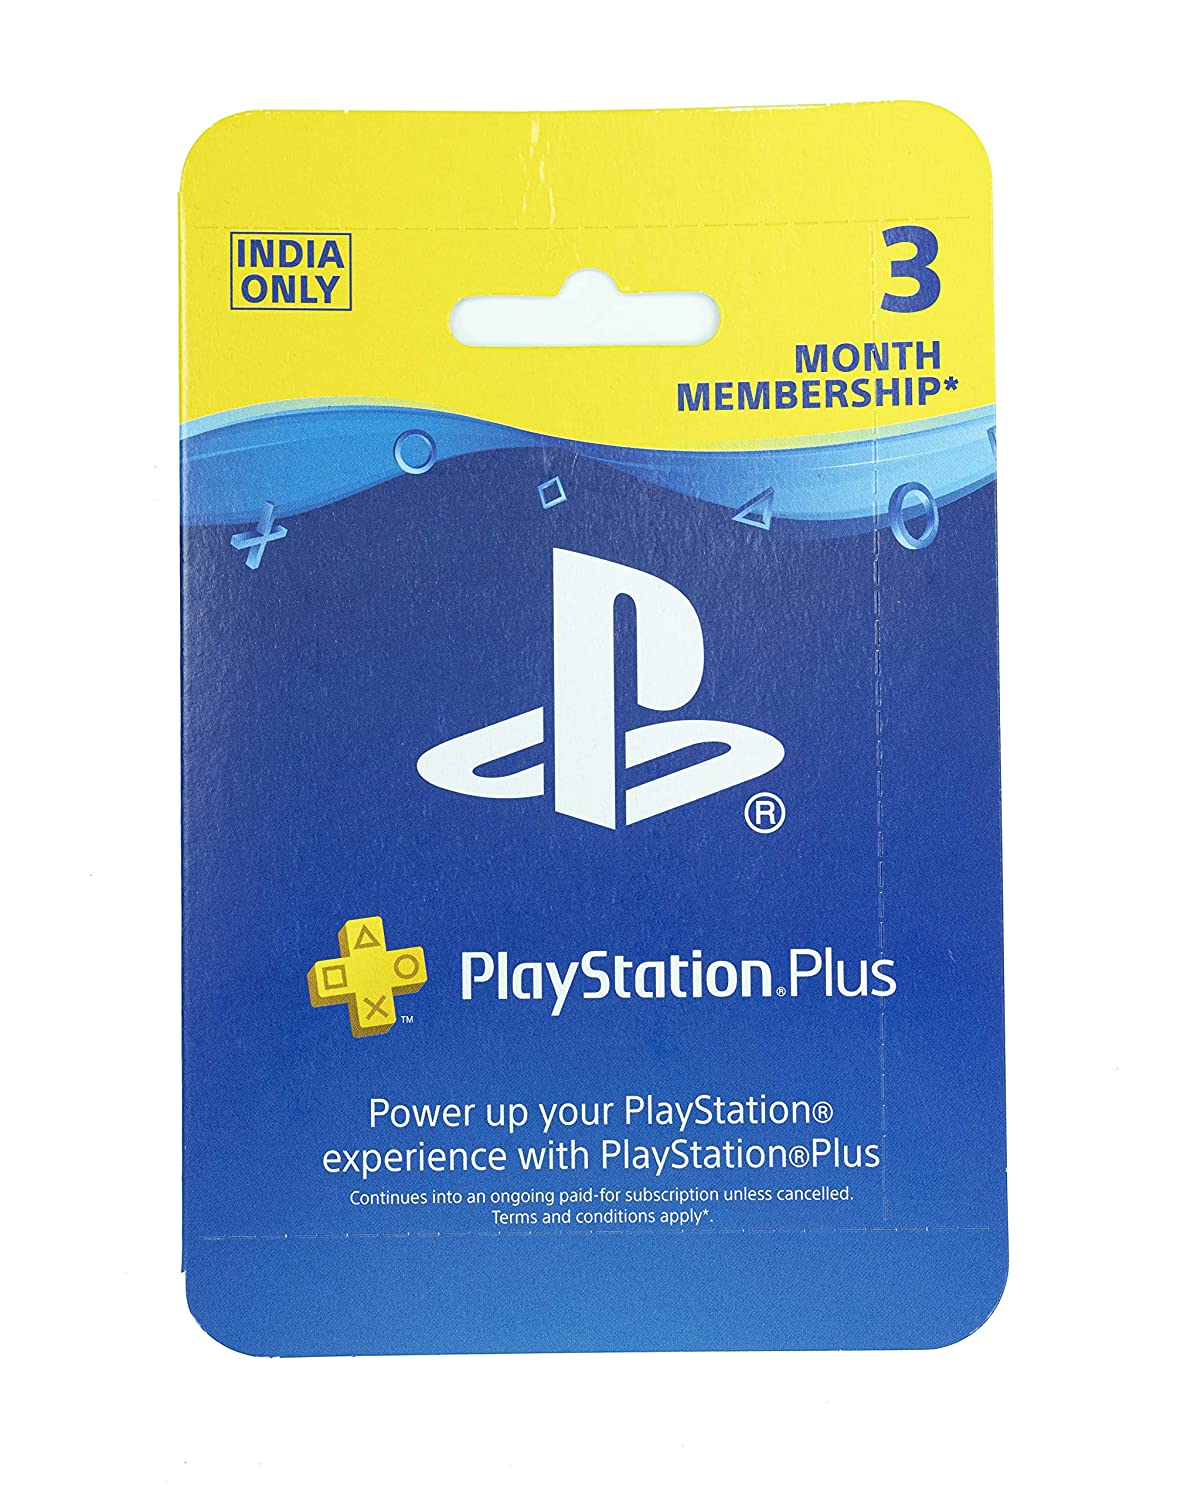 INDIA
ONLY
3
MONTH
MEMBERSHIP*
®
PlayStation®Plus
™
Power up your PlayStation®
experience with PlayStation®Plus
Continues into an ongoing paid-for subscription unless cancelled.
Terms and conditions apply*.